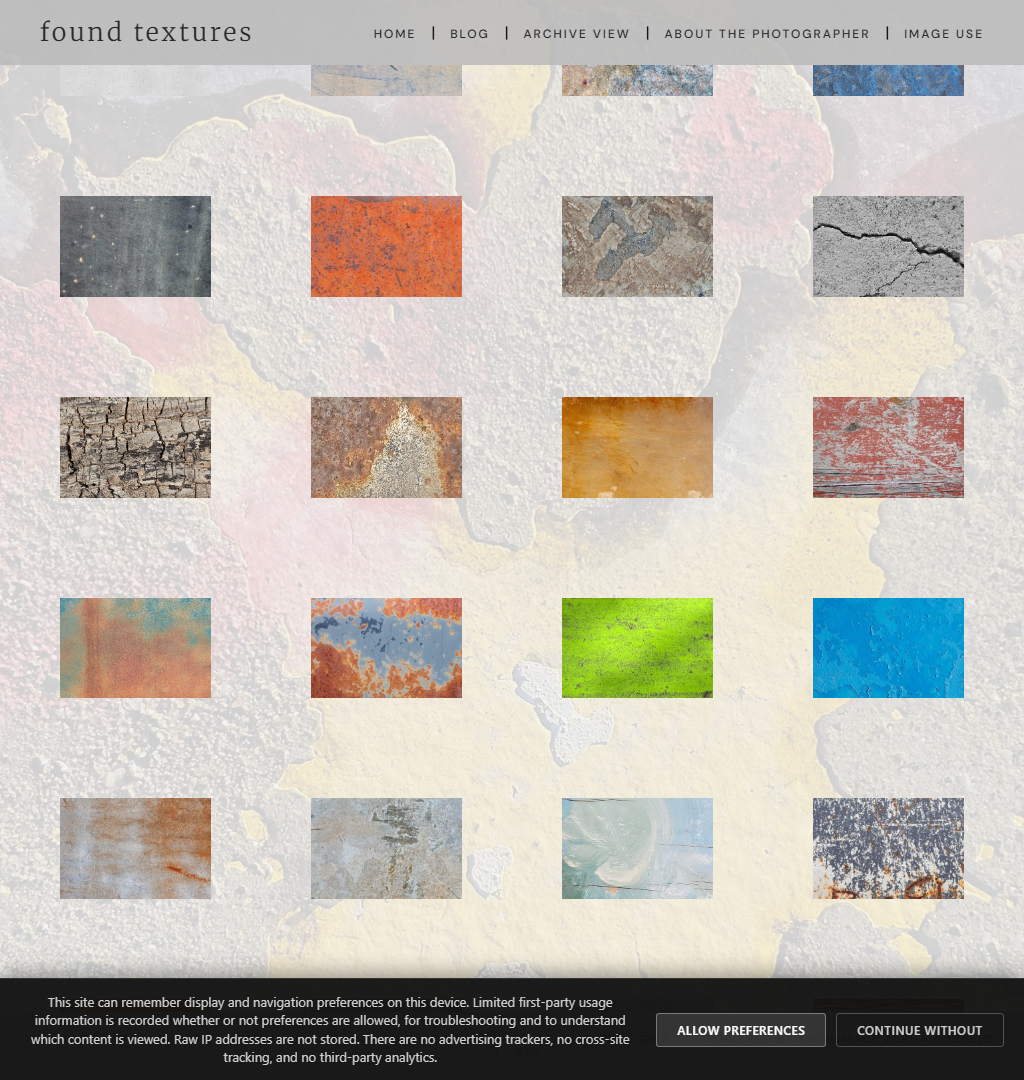 found textures
HOME | BLOG | ARCHIVE VIEW | ABOUT THE PHOTOGRAPHER | IMAGE USE
This site can remember display and navigation preferences on this device. Limited first-party usage
information is recorded whether or not preferences are allowed, for troubleshooting and to understand
which content is viewed. Raw IP addresses are not stored. There are no advertising trackers, no cross-site
tracking, and no third-party analytics.
ALLOW PREFERENCES
CONTINUE WITHOUT